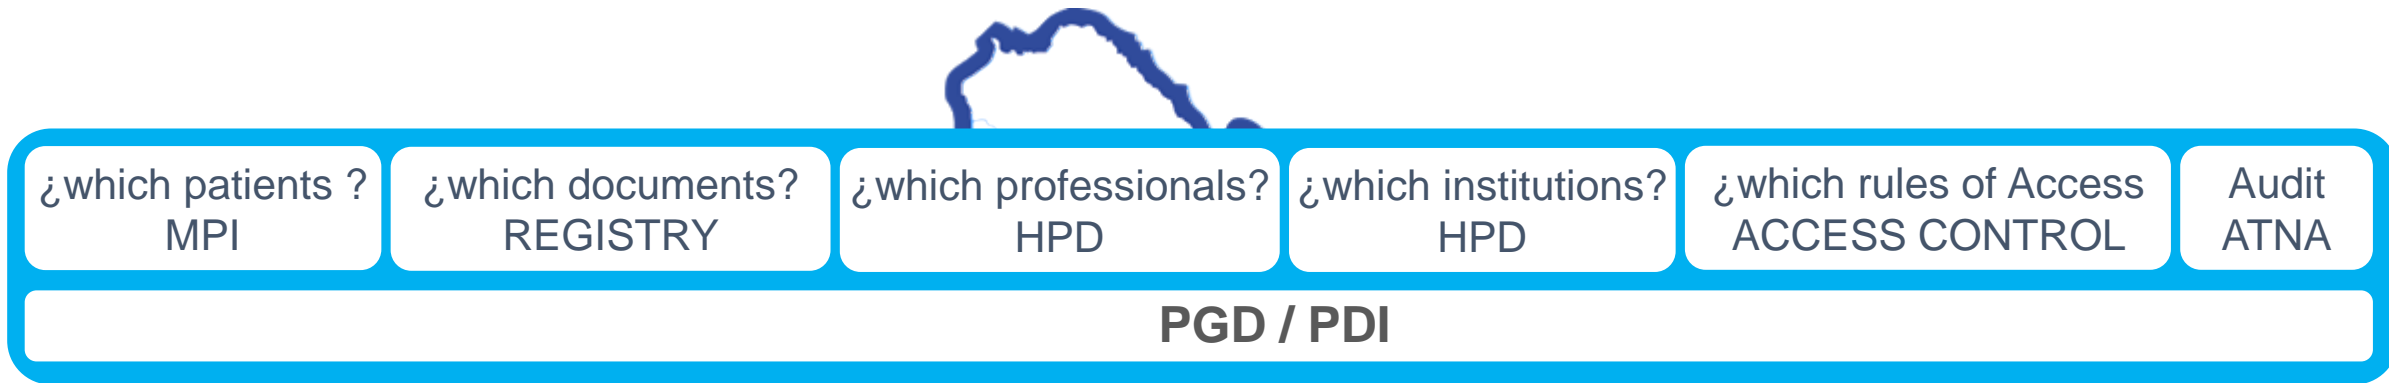 ¿which patients ?
MPI
¿which documents?
REGISTRY
¿which professionals?
HPD
¿which institutions?
HPD
¿which rules of Access
ACCESS CONTROL
Audit
ATNA
PGD / PDI